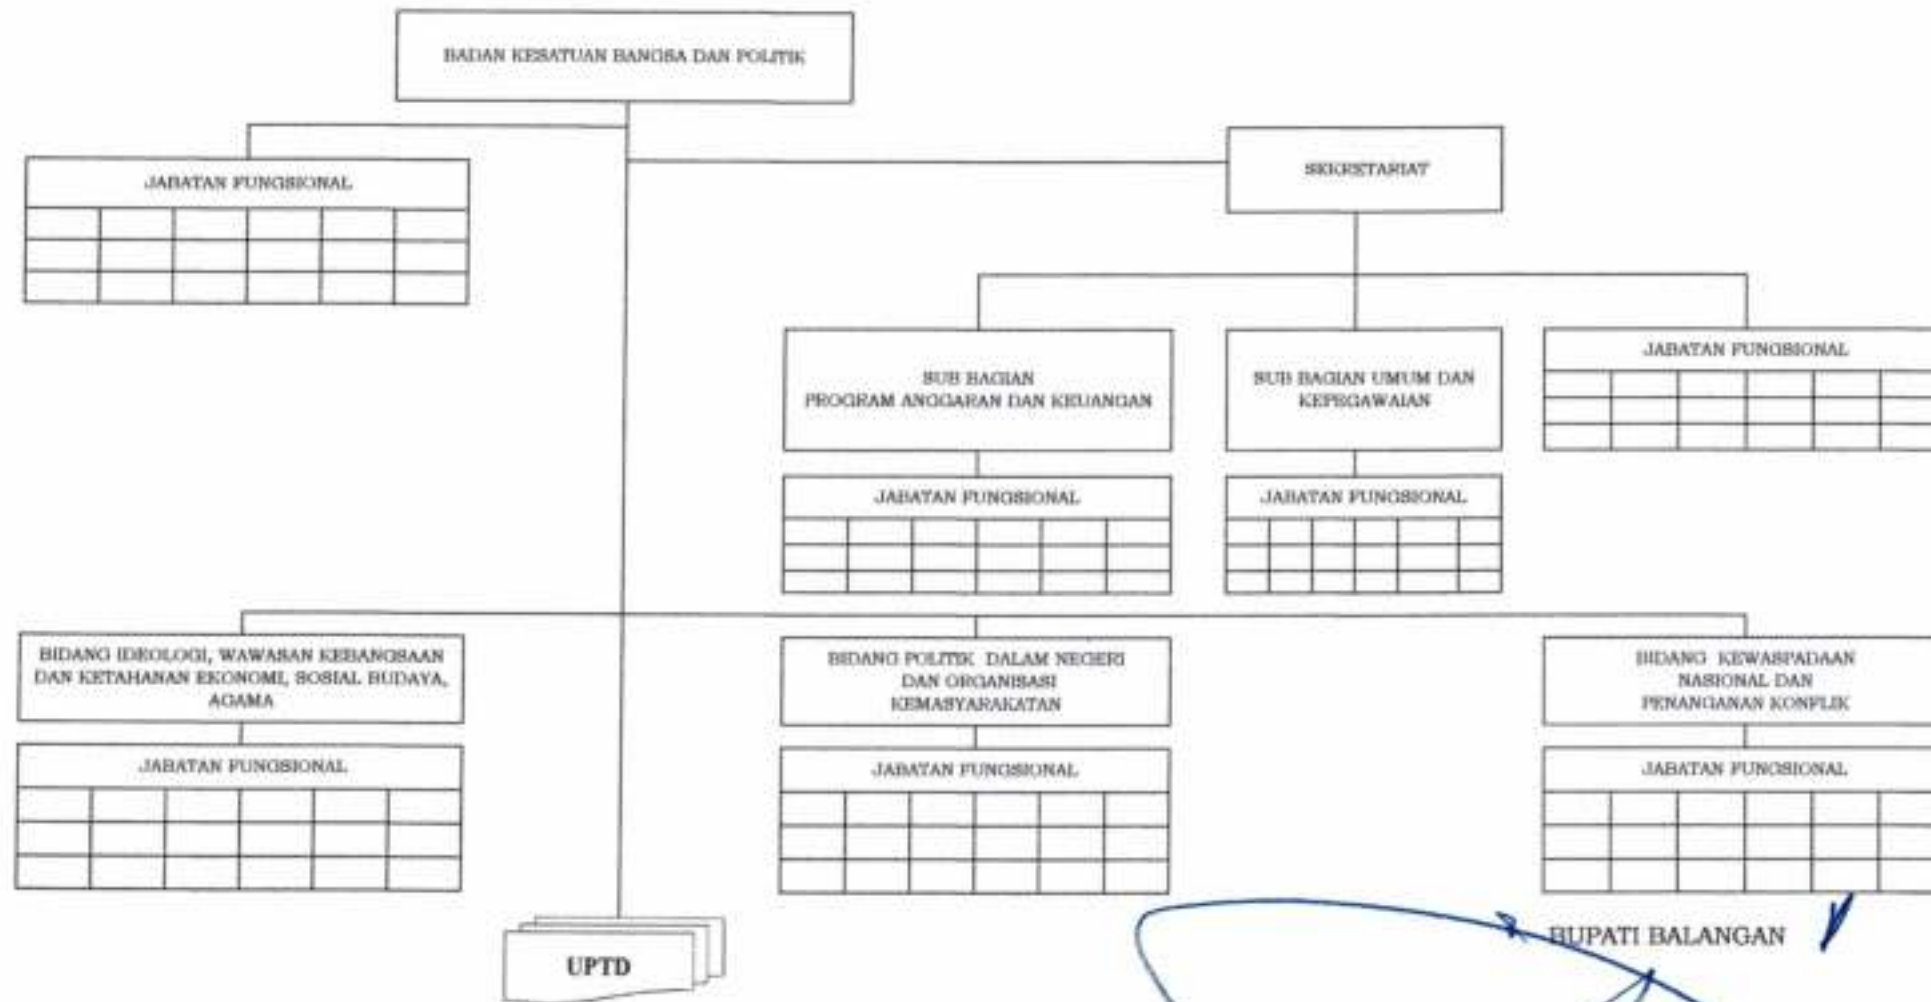 BADAN KESATUAN BANGSA DAN POLITIK
JABATAN FUNGSIONAL
SEKRETARIAT
SUB BAGIAN
PROGRAM ANGGARAN DAN KEUANGAN
SUB BAGIAN UMUM DAN
KEPEGAWAIAN
JABATAN FUNGSIONAL
JABATAN FUNGSIONAL
JABATAN FUNGSIONAL
BIDANG IDEOLOGI, WAWASAN KEBANGSAAN
DAN KETAHANAN EKONOMI, SOSIAL BUDAYA,
AGAMA
BIDANG POLITIK DALAM NEGERI
DAN ORGANISASI
KEMASYARAKATAN
BIDANG KEWASPADAAN
NASIONAL DAN
PENANGANAN KONFLIK
JABATAN FUNGSIONAL
JABATAN FUNGSIONAL
JABATAN FUNGSIONAL
UPTD
BUPATI BALANGAN